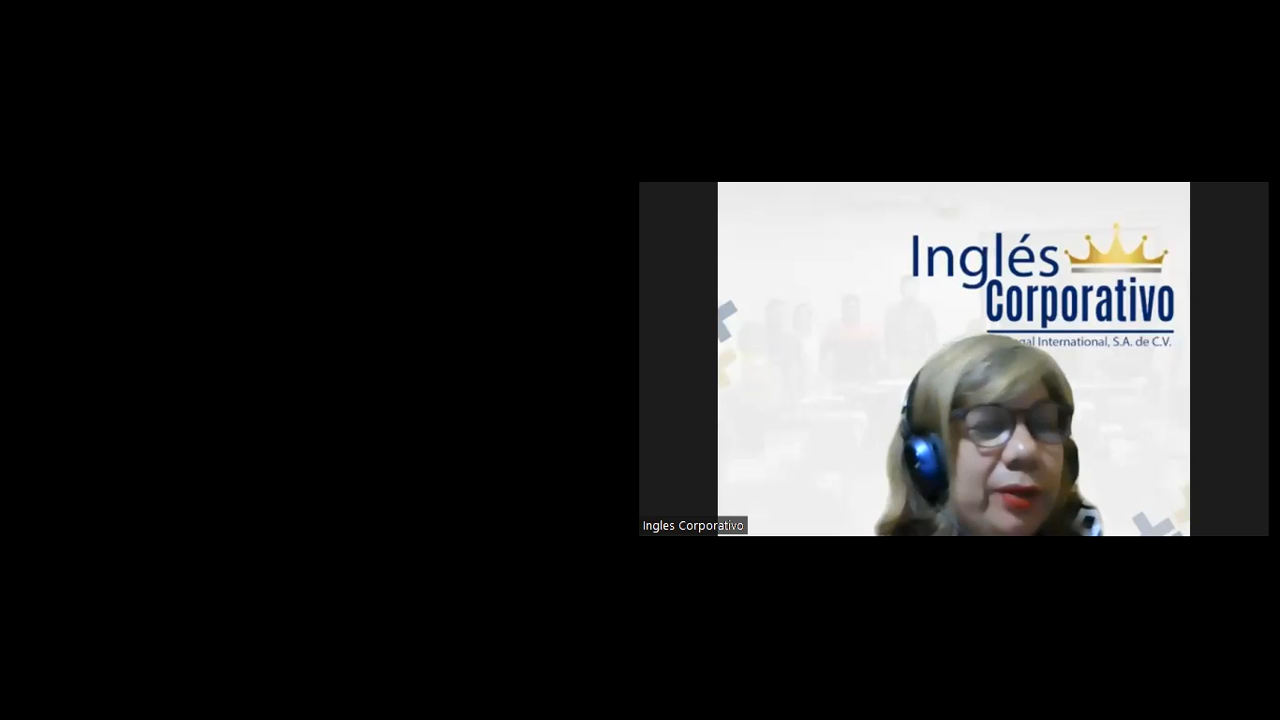 Inglés
Corporativo
International, S.A. de C.V.
Ingles Corporativo